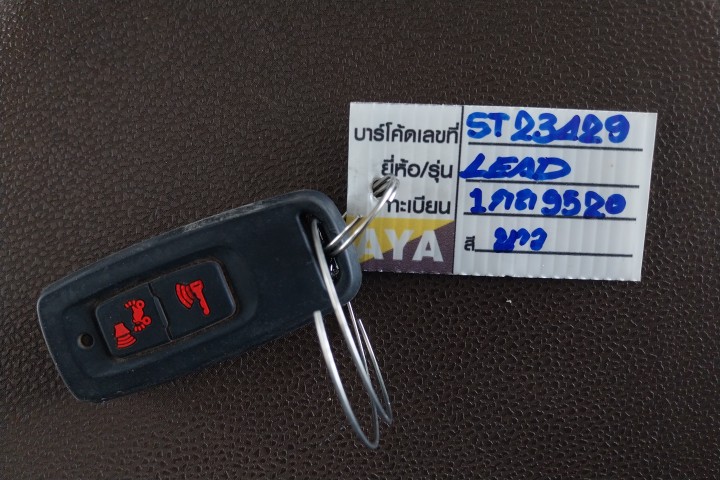 บาร์โค้ดเลขที่ ST23429
ยี่ห้อ/รุ่น LEAD
ทะเบียน 1กถ9520
สี ขาว
AYA